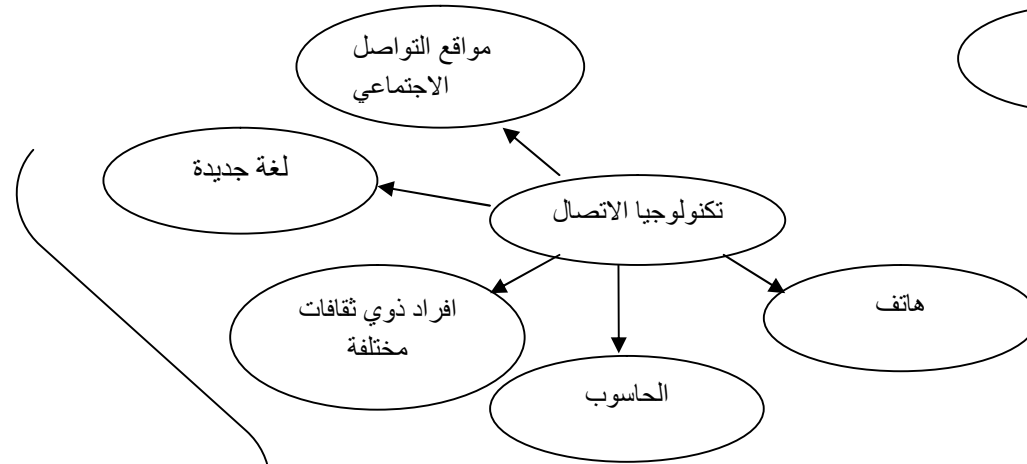 مواقع التواصل
الاجتماعي
لغة جديدة
تكنولوجيا الاتصال
افراد ذوي ثقافات
مختلفة
هاتف
الحاسوب